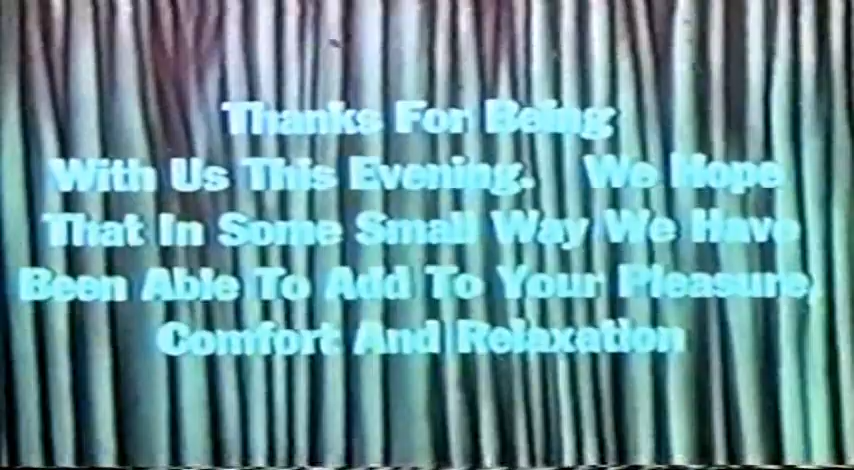 Thanks For Being
With Us This Evening. We Hope
That In Some Small Way We Have
Been Able To Add To Your Pleasure,
Comfort And Relaxation